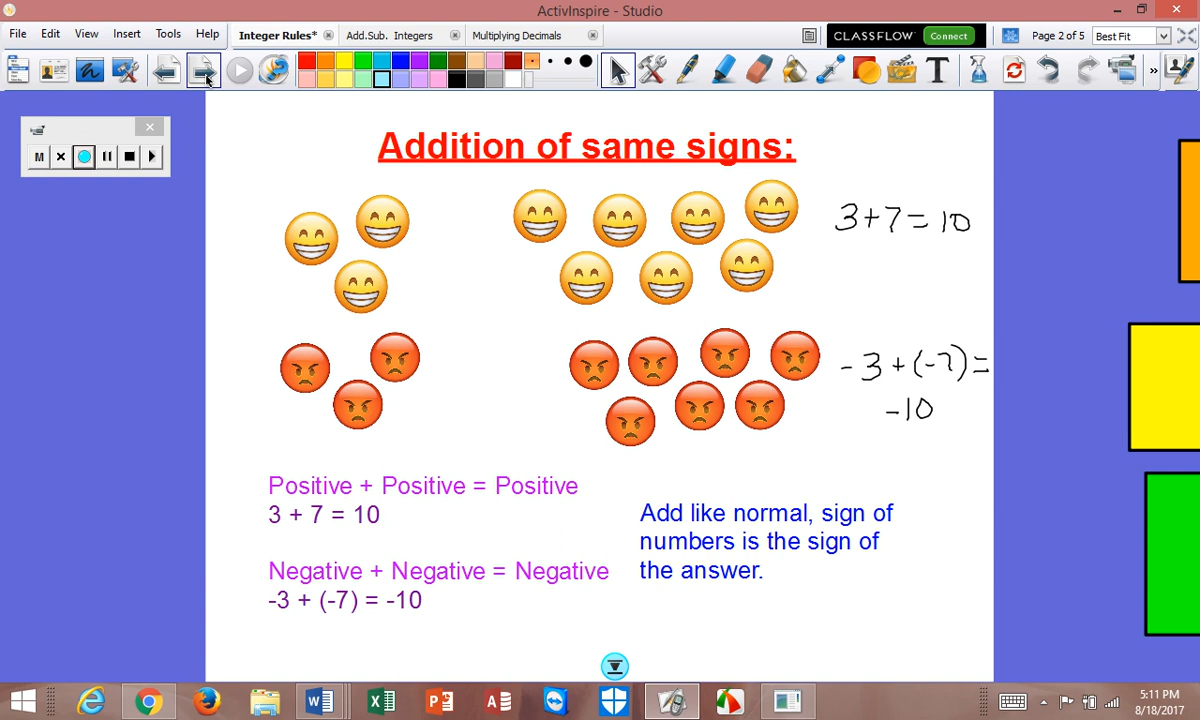 ActivInspire - Studio
File Edit View Insert Tools Help
Integer Rules*
Add.Sub. Integers
Multiplying Decimals
CLASSFLOW Connect
Page 2 of 5
Best Fit
M
Addition of same signs:
3+7=10
-3+(-7)=
-10
Positive + Positive = Positive
3 + 7 = 10
Negative + Negative = Negative
-3 + (-7) = -10
Add like normal, sign of
numbers is the sign of
the answer.
5:11 PM
8/18/2017